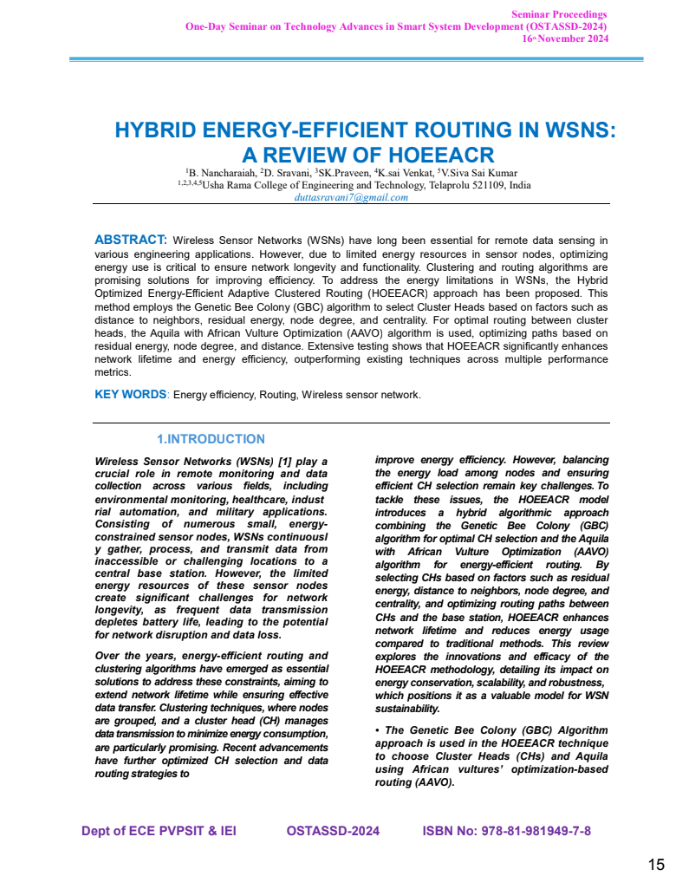 Seminar Proceedings
One-Day Seminar on Technology Advances in Smart System Development (OSTASSD-2024)
16th November 2024
HYBRID ENERGY-EFFICIENT ROUTING IN WSNS:
A REVIEW OF HOEEACR
1B. Nancharaiah, 2D. Sravani, 3SK.Praveen, 4K.sai Venkat, 5V.Siva Sai Kumar
1,2,3,4,5Usha Rama College of Engineering and Technology, Telaprolu 521109, India
duttasravani7@gmail.com
ABSTRACT: Wireless Sensor Networks (WSNs) have long been essential for remote data sensing in
various engineering applications. However, due to limited energy resources in sensor nodes, optimizing
energy use is critical to ensure network longevity and functionality. Clustering and routing algorithms are
promising solutions for improving efficiency. To address the energy limitations in WSNs, the Hybrid
Optimized Energy-Efficient Adaptive Clustered Routing (HOEEACR) approach has been proposed. This
method employs the Genetic Bee Colony (GBC) algorithm to select Cluster Heads based on factors such as
distance to neighbors, residual energy, node degree, and centrality. For optimal routing between cluster
heads, the Aquila with African Vulture Optimization (AAVO) algorithm is used, optimizing paths based on
residual energy, node degree, and distance. Extensive testing shows that HOEEACR significantly enhances
network lifetime and energy efficiency, outperforming existing techniques across multiple performance
metrics.
KEY WORDS: Energy efficiency, Routing, Wireless sensor network.
1.INTRODUCTION
Wireless Sensor Networks (WSNs) [1] play a
crucial role in remote monitoring and data
collection across various fields, including
environmental monitoring, healthcare, indust
rial automation, and military applications.
Consisting of numerous small, energy-
constrained sensor nodes, WSNs continuousl
y gather, process, and transmit data from
inaccessible or challenging locations to a
central base station. However, the limited
energy resources of these sensor nodes
create significant challenges for network
longevity, as frequent data transmission
depletes battery life, leading to the potential
for network disruption and data loss.
Over the years, energy-efficient routing and
clustering algorithms have emerged as essential
solutions to address these constraints, aiming to
extend network lifetime while ensuring effective
data transfer. Clustering techniques, where nodes
are grouped, and a cluster head (CH) manages
data transmission to minimize energy consumption,
are particularly promising. Recent advancements
have further optimized CH selection and data
routing strategies to
improve energy efficiency. However, balancing
the energy load among nodes and ensuring
efficient CH selection remain key challenges. To
tackle these issues, the HOEEACR model
introduces a hybrid algorithmic approach
combining the Genetic Bee Colony (GBC)
algorithm for optimal CH selection and the Aquila
with African Vulture Optimization (AAVO)
algorithm for energy-efficient routing. By
selecting CHs based on factors such as residual
energy, distance to neighbors, node degree, and
centrality, and optimizing routing paths between
CHs and the base station, HOEEACR enhances
network lifetime and reduces energy usage
compared to traditional methods. This review
explores the innovations and efficacy of the
HOEEACR methodology, detailing its impact on
energy conservation, scalability, and robustness,
which positions it as a valuable model for WSN
sustainability.
• The Genetic Bee Colony (GBC) Algorithm
approach is used in the HOEEACR technique
to choose Cluster Heads (CHs) and Aquila
using African vultures' optimization-based
routing (AAVO).
Dept of ECE PVPSIT & IEI OSTASSD-2024 ISBN No: 978-81-981949-7-8
15